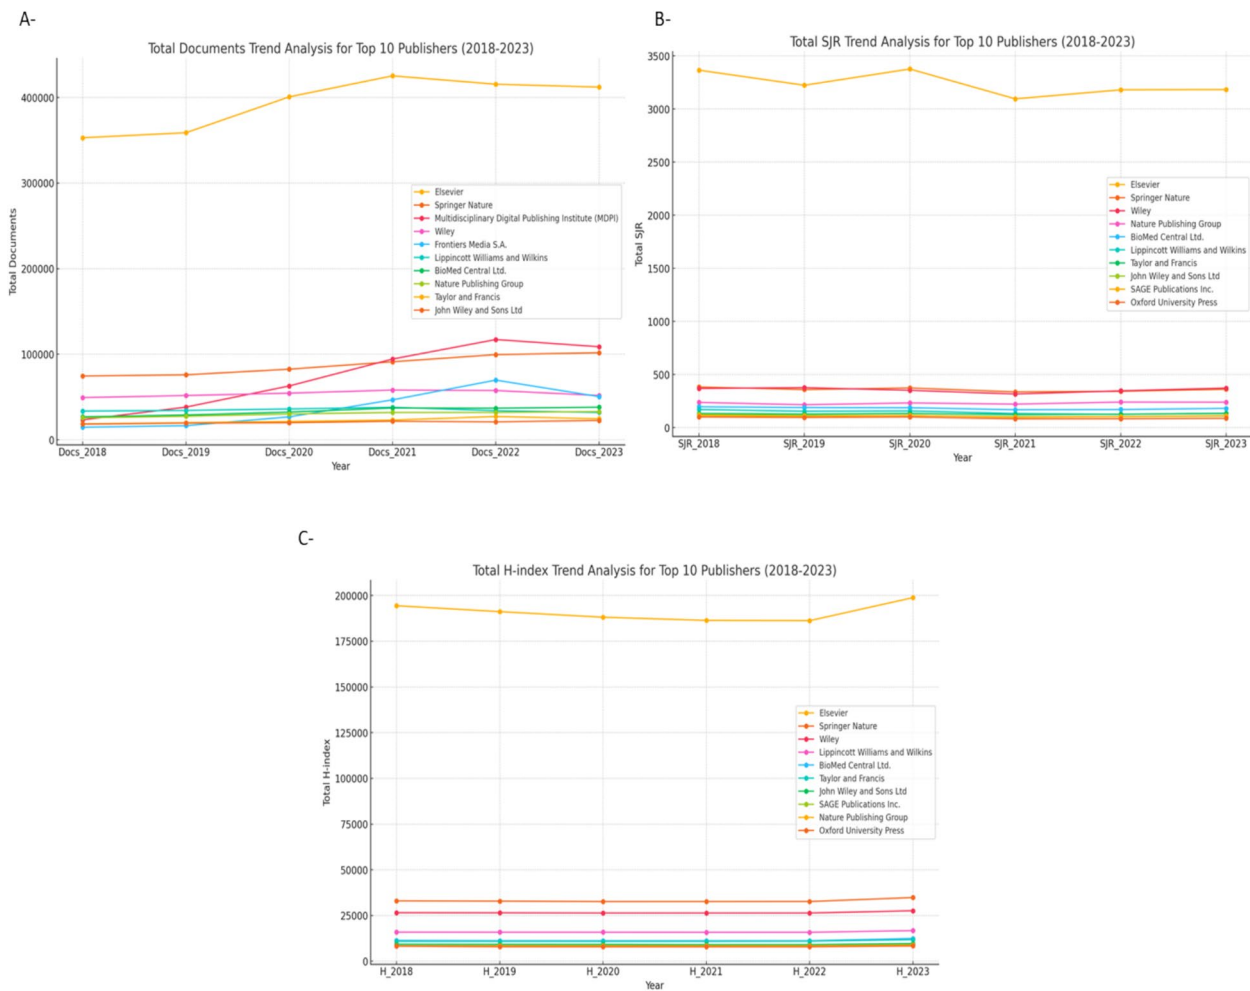 A-
Total Documents Trend Analysis for Top 10 Publishers (2018-2023)
400000
300000
200000
100000
0
Total Documents
Elsevier
Springer Nature
Multidisciplinary Digital Publishing Institute (MDPI)
Wiley
Frontiers Media S.A.
Lippincott Williams and Wilkins
BioMed Central Ltd.
Nature Publishing Group
Taylor and Francis
John Wiley and Sons Ltd
Docs_2018 Docs_2019 Docs_2020 Docs_2021 Docs_2022 Docs_2023
Year
B-
Total SJR Trend Analysis for Top 10 Publishers (2018-2023)
3500
3000
2500
2000
1500
1000
500
0
Total SJR
Elsevier
Springer Nature
Wiley
Nature Publishing Group
BioMed Central Ltd.
Lippincott Williams and Wilkins
Taylor and Francis
John Wiley and Sons Ltd
SAGE Publications Inc.
Oxford University Press
SJR_2018 SJR_2019 SJR_2020 SJR_2021 SJR_2022 SJR_2023
Year
C-
Total H-index Trend Analysis for Top 10 Publishers (2018-2023)
200000
175000
150000
125000
100000
75000
50000
25000
0
Total H-index
Elsevier
Springer Nature
Wiley
Lippincott Williams and Wilkins
BioMed Central Ltd.
Taylor and Francis
John Wiley and Sons Ltd
SAGE Publications Inc.
Nature Publishing Group
Oxford University Press
H_2018 H_2019 H_2020 H_2021 H_2022 H_2023
Year